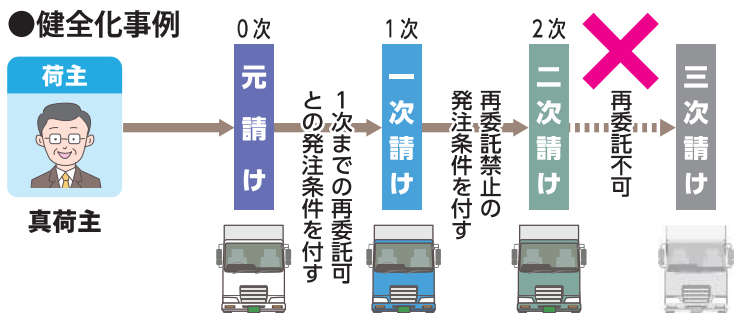 ●健全化事例
荷主
真荷主
0次
元請け
1次までの再委託可
との発注条件を付す
1次
一次請け
再委託禁止の
発注条件を付す
2次
二次請け
再委託不可
三次請け